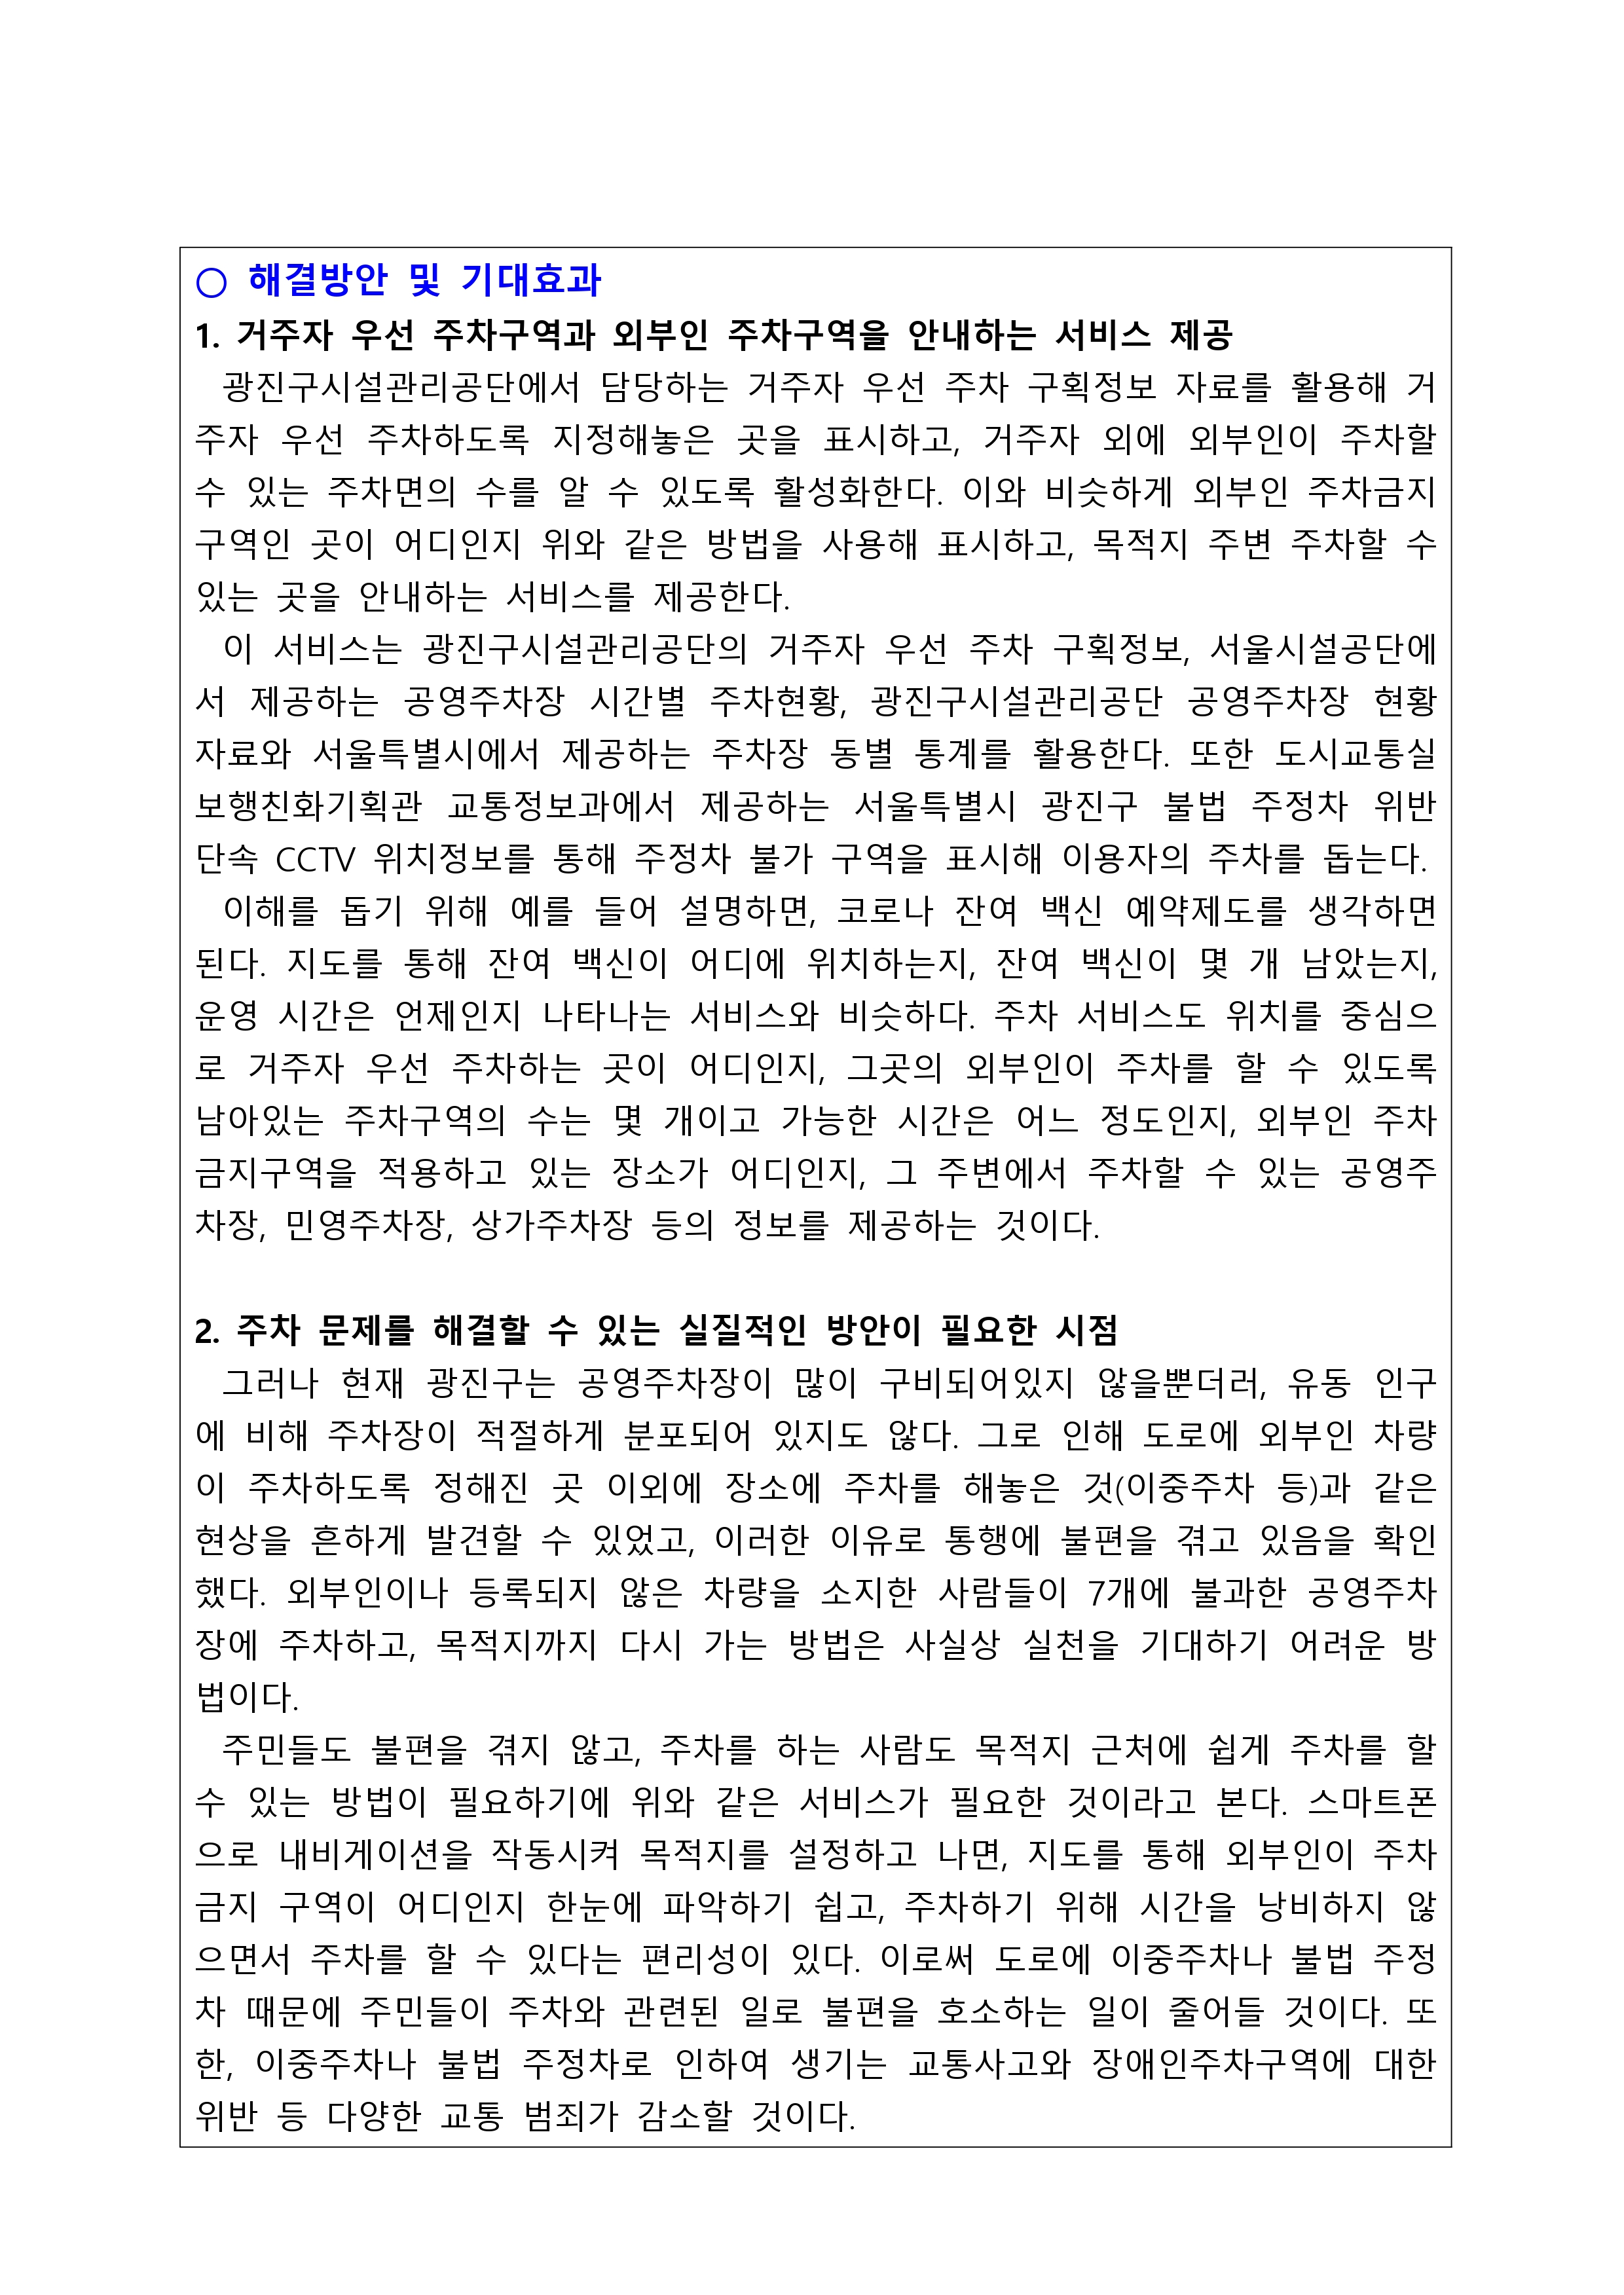 ○ 해결방안 및 기대효과
1. 거주자 우선 주차구역과 외부인 주차구역을 안내하는 서비스 제공
광진구시설관리공단에서 담당하는 거주자 우선 주차 구획정보 자료를 활용해 거
주자 우선 주차하도록 지정해놓은 곳을 표시하고, 거주자 외에 외부인이 주차할
수 있는 주차면의 수를 알 수 있도록 활성화한다. 이와 비슷하게 외부인 주차금지
구역인 곳이 어디인지 위와 같은 방법을 사용해 표시하고, 목적지 주변 주차할 수
있는 곳을 안내하는 서비스를 제공한다.
이 서비스는 광진구시설관리공단의 거주자 우선 주차 구획정보, 서울시설공단에
서 제공하는 공영주차장 시간별 주차현황, 광진구시설관리공단 공영주차장 현황
자료와 서울특별시에서 제공하는 주차장 동별 통계를 활용한다. 또한 도시교통실
보행친화기획관 교통정보과에서 제공하는 서울특별시 광진구 불법 주정차 위반
단속 CCTV 위치정보를 통해 주정차 불가 구역을 표시해 이용자의 주차를 돕는다.
이해를 돕기 위해 예를 들어 설명하면, 코로나 잔여 백신 예약제도를 생각하면
된다. 지도를 통해 잔여 백신이 어디에 위치하는지, 잔여 백신이 몇 개 남았는지,
운영 시간은 언제인지 나타나는 서비스와 비슷하다. 주차 서비스도 위치를 중심으
로 거주자 우선 주차하는 곳이 어디인지, 그곳의 외부인이 주차를 할 수 있도록
남아있는 주차구역의 수는 몇 개이고 가능한 시간은 어느 정도인지, 외부인 주차
금지구역을 적용하고 있는 장소가 어디인지, 그 주변에서 주차할 수 있는 공영주
차장, 민영주차장, 상가주차장 등의 정보를 제공하는 것이다.
2. 주차 문제를 해결할 수 있는 실질적인 방안이 필요한 시점
그러나 현재 광진구는 공영주차장이 많이 구비되어있지 않을뿐더러, 유동 인구
에 비해 주차장이 적절하게 분포되어 있지도 않다. 그로 인해 도로에 외부인 차량
이 주차하도록 정해진 곳 이외에 장소에 주차를 해놓은 것(이중주차 등)과 같은
현상을 흔하게 발견할 수 있었고, 이러한 이유로 통행에 불편을 겪고 있음을 확인
했다. 외부인이나 등록되지 않은 차량을 소지한 사람들이 7개에 불과한 공영주차
장에 주차하고, 목적지까지 다시 가는 방법은 사실상 실천을 기대하기 어려운 방
법이다.
주민들도 불편을 겪지 않고, 주차를 하는 사람도 목적지 근처에 쉽게 주차를 할
수 있는 방법이 필요하기에 위와 같은 서비스가 필요한 것이라고 본다. 스마트폰
으로 내비게이션을 작동시켜 목적지를 설정하고 나면, 지도를 통해 외부인이 주차
금지 구역이 어디인지 한눈에 파악하기 쉽고, 주차하기 위해 시간을 낭비하지 않
으면서 주차를 할 수 있다는 편리성이 있다. 이로써 도로에 이중주차나 불법 주정
차 때문에 주민들이 주차와 관련된 일로 불편을 호소하는 일이 줄어들 것이다. 또
한, 이중주차나 불법 주정차로 인하여 생기는 교통사고와 장애인주차구역에 대한
위반 등 다양한 교통 범죄가 감소할 것이다.